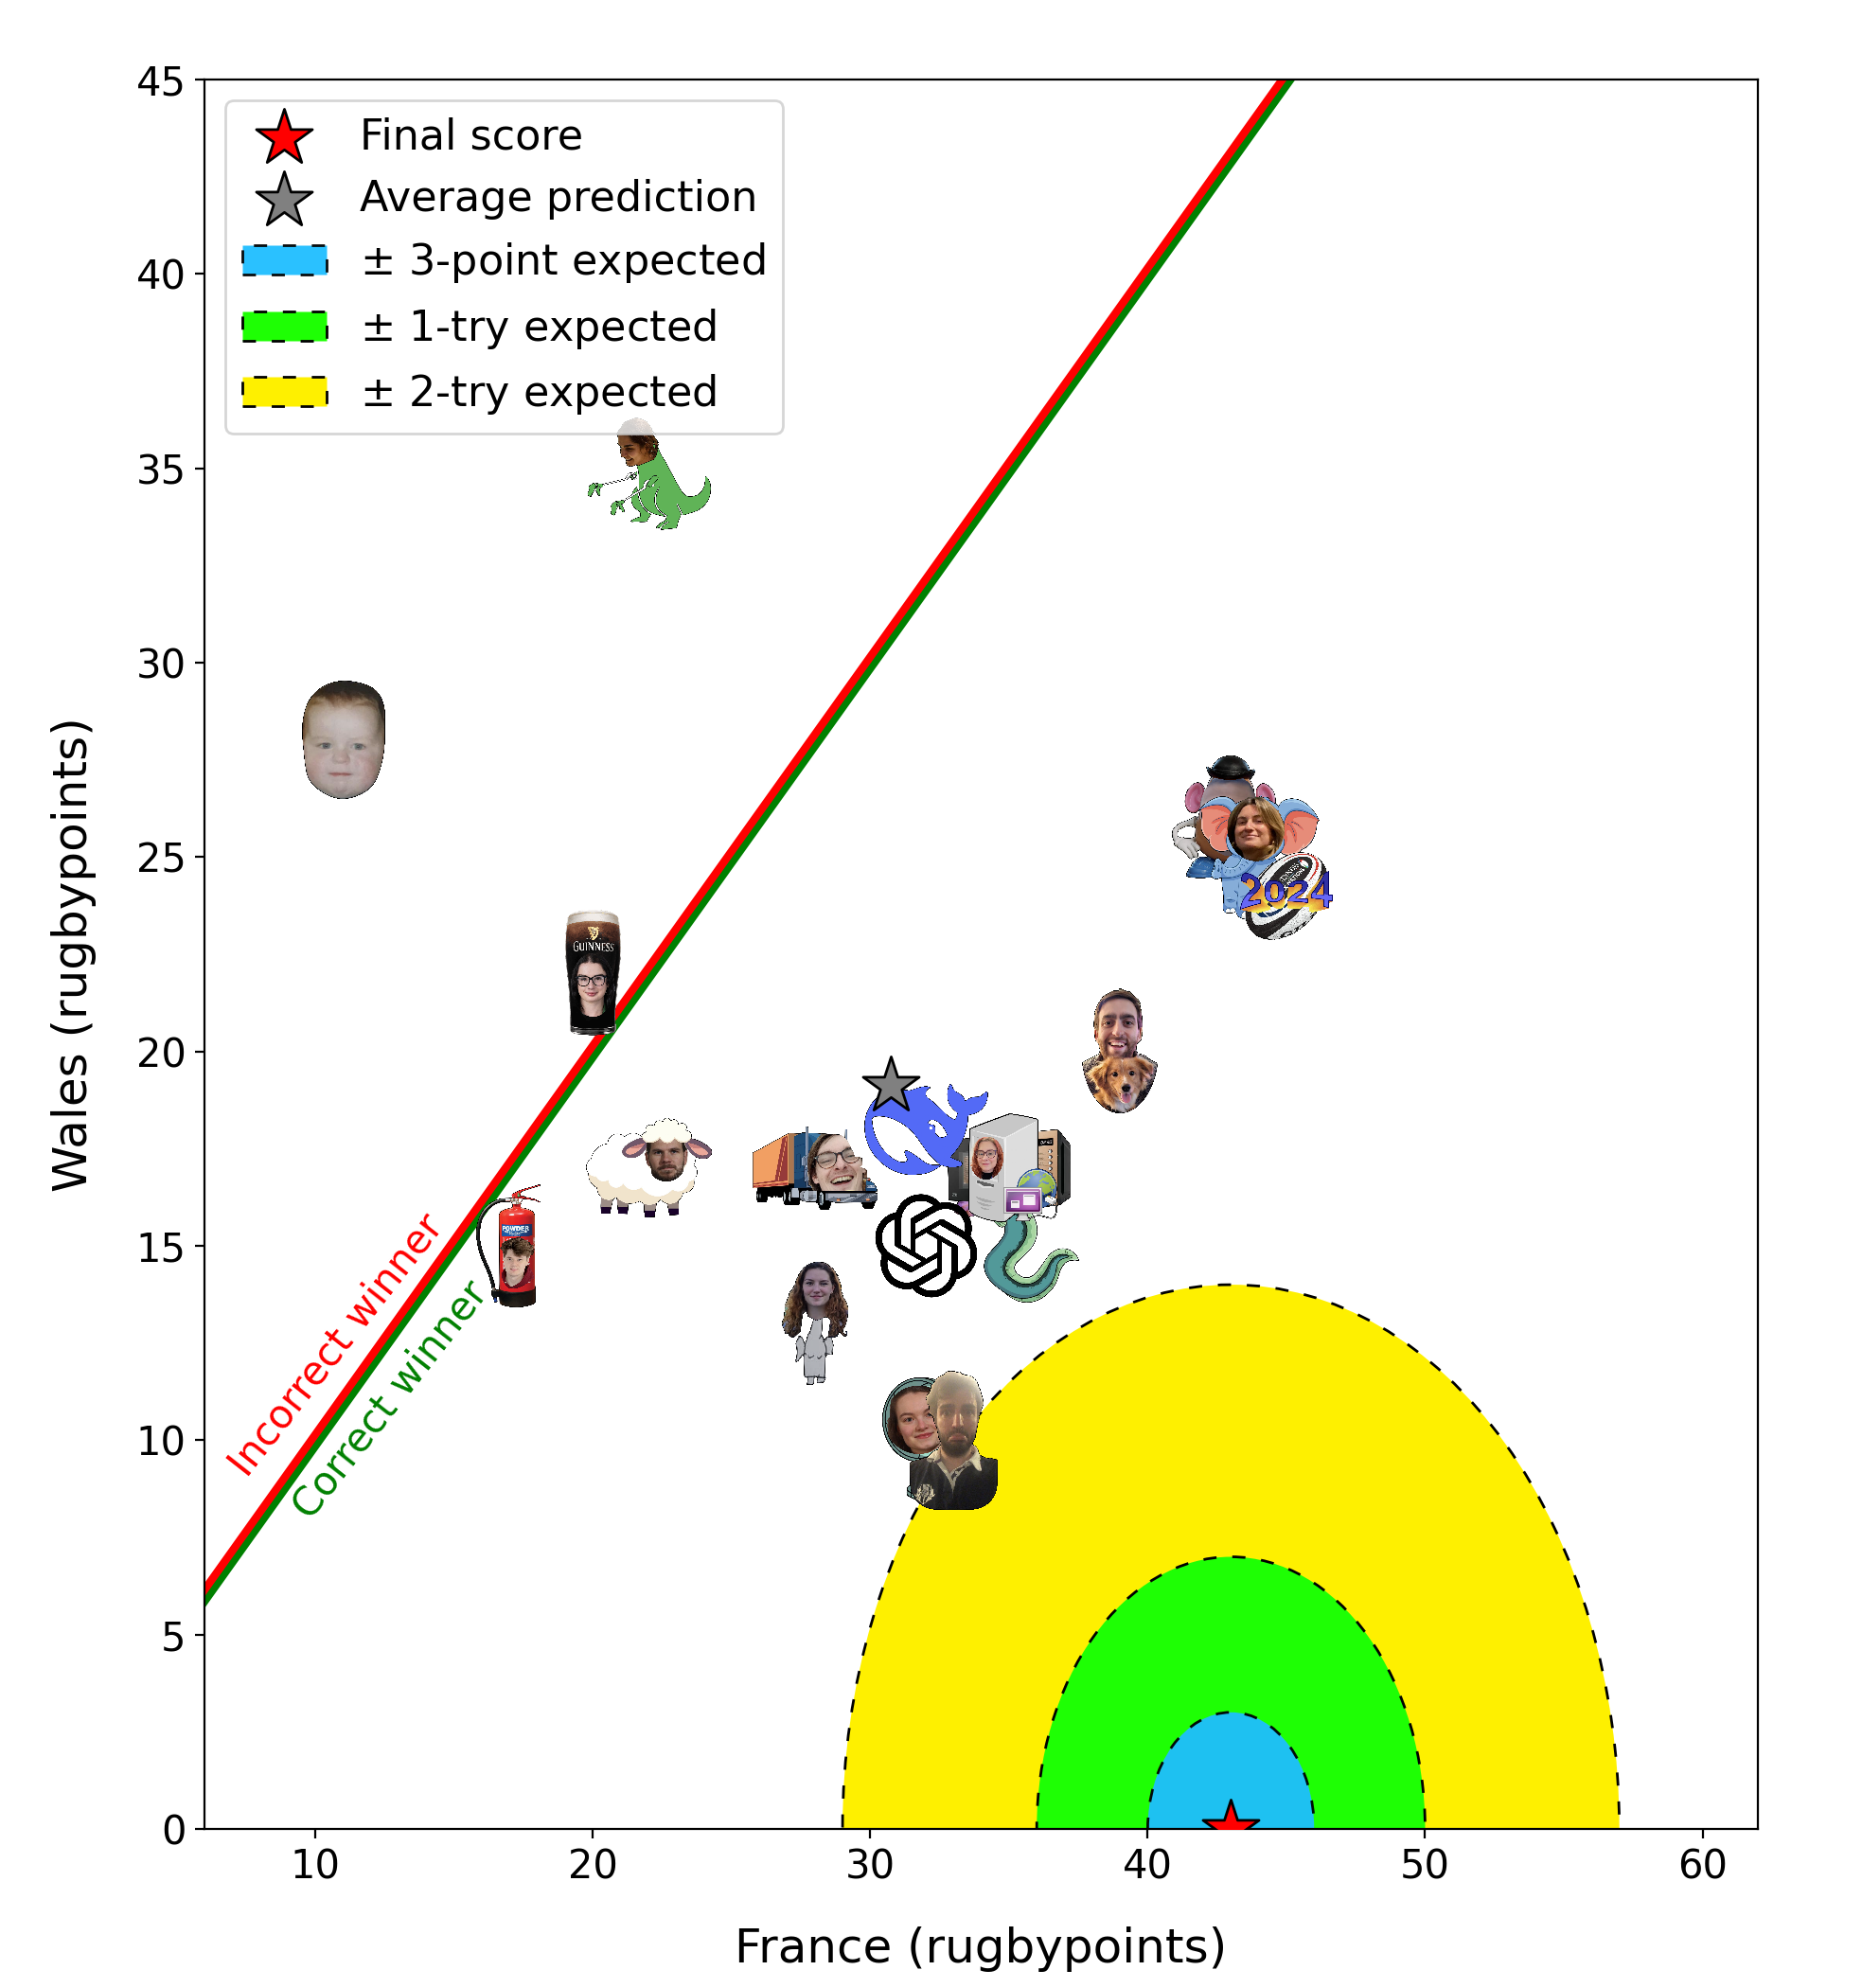 Final score
Average prediction
± 3-point expected
± 1-try expected
± 2-try expected
45
40
35
30
25
20
15
10
5
0
Wales (rugbypoints)
GUINNESS
2024
POWDER
Incorrect winner
Correct winner
10
20
30
40
50
60
France (rugbypoints)